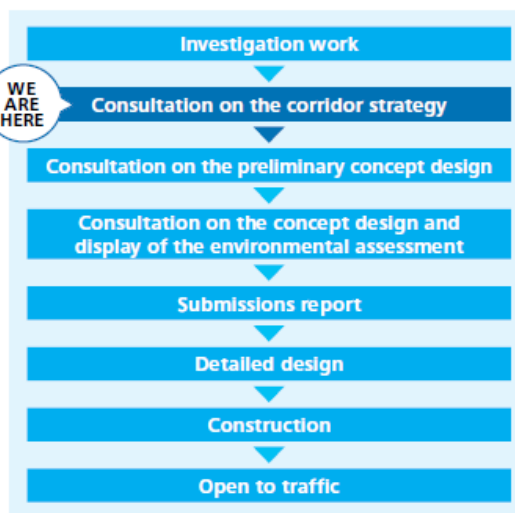 Investigation work
WE
ARE
HERE
Consultation on the corridor strategy
Consultation on the preliminary concept design
Consultation on the concept design and
display of the environmental assessment
Submissions report
Detailed design
Construction
Open to traffic